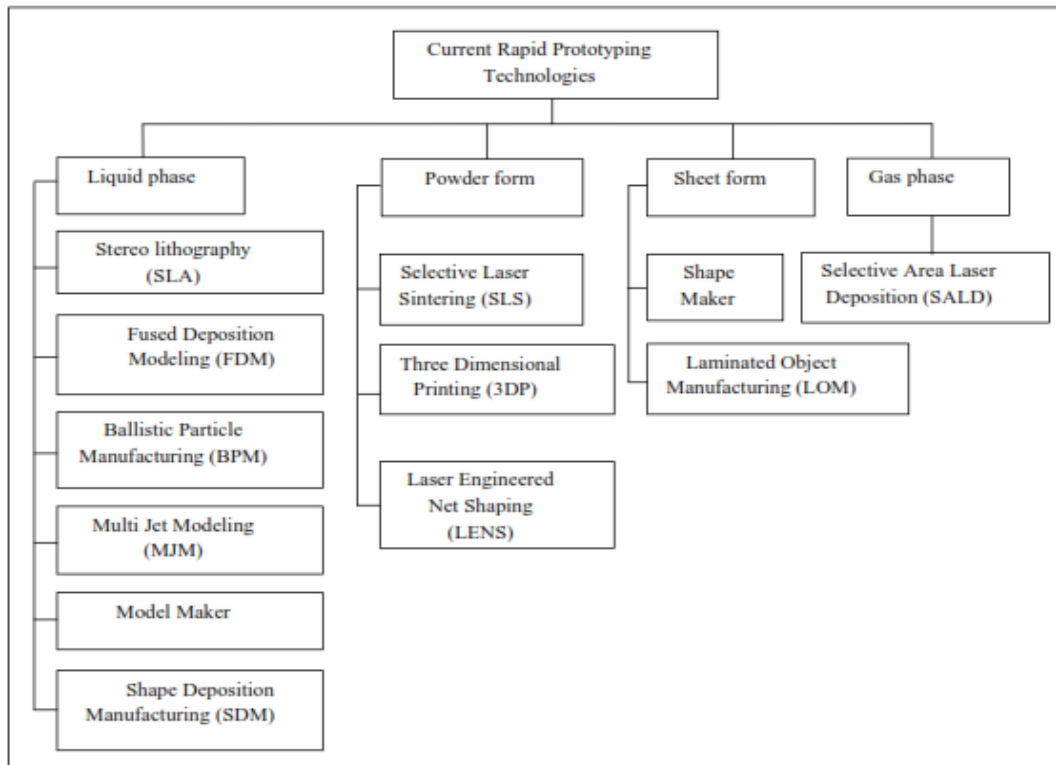 Current Rapid Prototyping
Technologies
Liquid phase
Powder form
Sheet form
Gas phase
Stereo lithography
(SLA)
Fused Deposition
Modeling (FDM)
Ballistic Particle
Manufacturing (BPM)
Multi Jet Modeling
(MJM)
Model Maker
Shape Deposition
Manufacturing (SDM)
Selective Laser
Sintering (SLS)
Three Dimensional
Printing (3DP)
Laser Engineered
Net Shaping
(LENS)
Shape
Maker
Laminated Object
Manufacturing (LOM)
Selective Area Laser
Deposition (SALD)